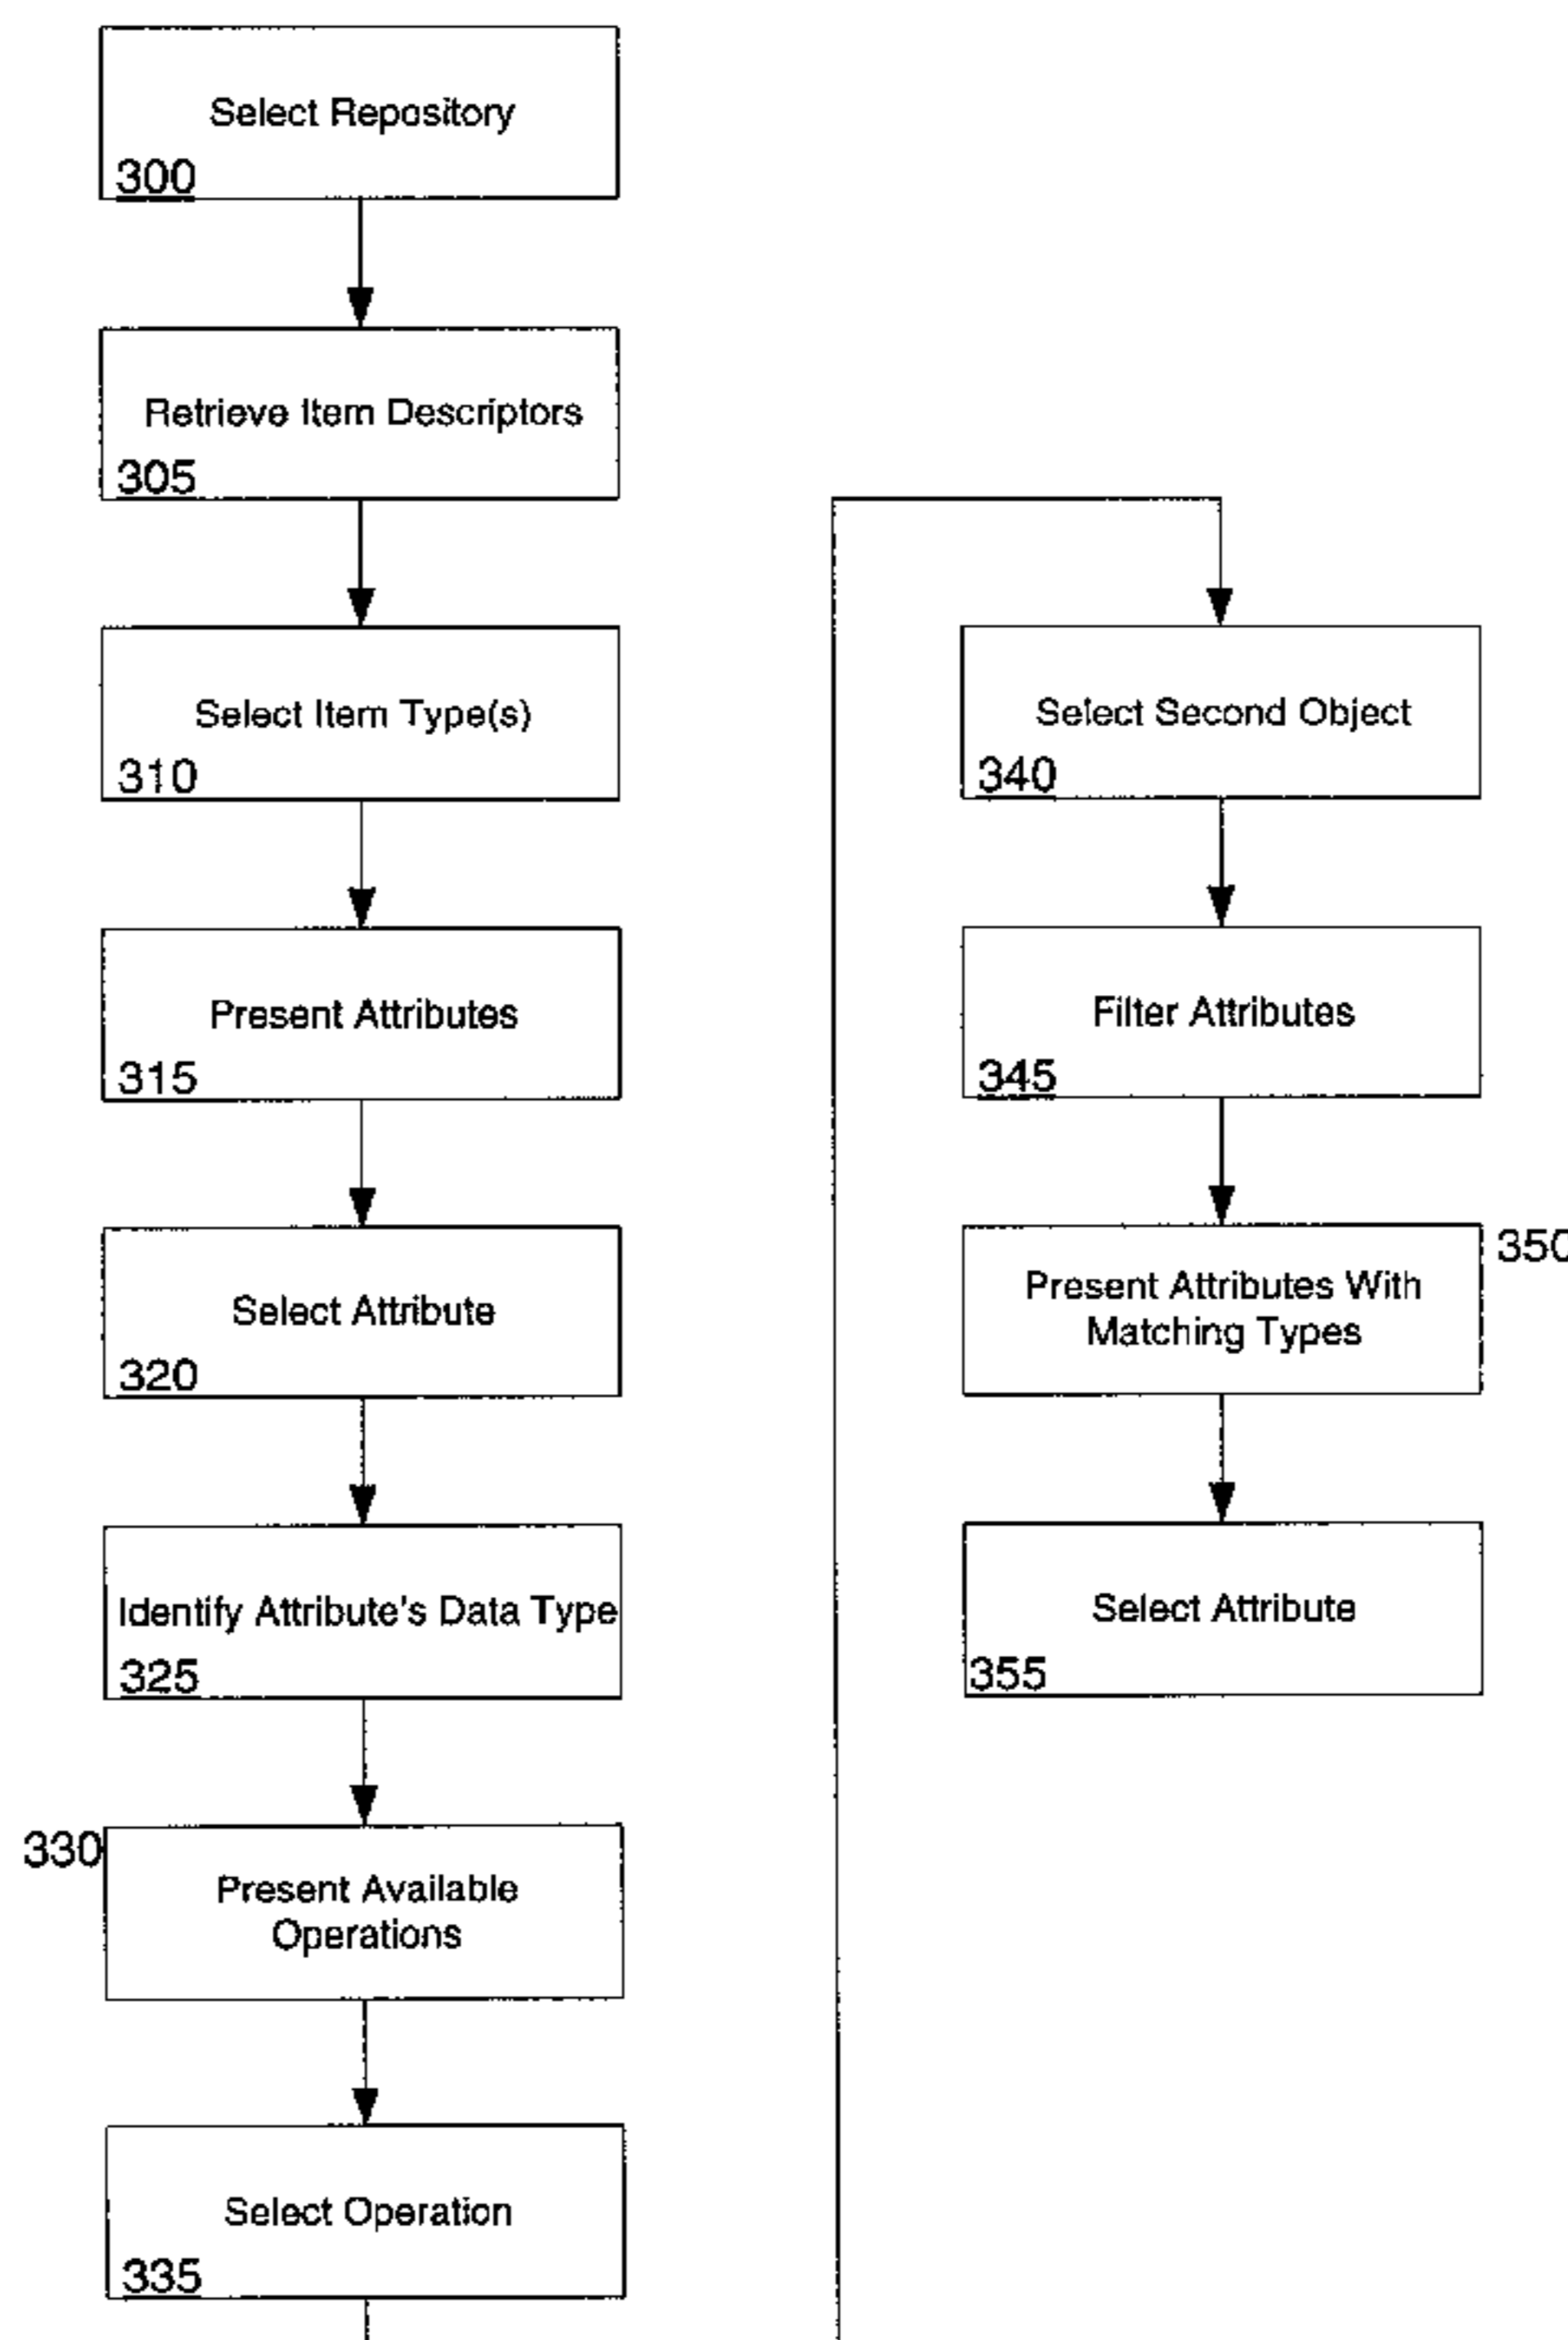 Select Repository
300
Retrieve Item Descriptors
305
Select Item Type(s)
310
Present Attributes
315
Select Attribute
320
Identify Attribute's Data Type
325
330
Present Available
Operations
Select Operation
335
Select Second Object
340
Filter Attributes
345
350
Present Attributes With
Matching Types
Select Attribute
355